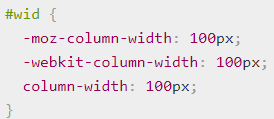 #wid {
-moz-column-width: 100px;
-webkit-column-width: 100px;
column-width: 100px;
}